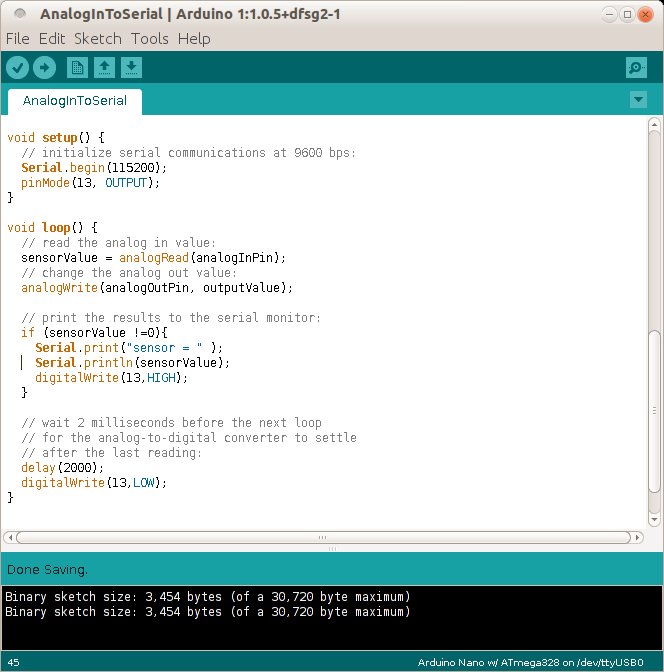 AnalogInToSerial | Arduino 1:1.0.5+dfsg2-1
File Edit Sketch Tools Help
AnalogInToSerial
void setup() {
// initialize serial communications at 9600 bps:
Serial.begin(115200);
pinMode(13, OUTPUT);
}
void loop() {
// read the analog in value:
sensorValue = analogRead(analogInPin);
// change the analog out value:
analogWrite(analogOutPin, outputValue);
// print the results to the serial monitor:
if (sensorValue !=0){
Serial.print("sensor = " );
Serial.println(sensorValue);
digitalWrite(13,HIGH);
}
// wait 2 milliseconds before the next loop
// for the analog-to-digital converter to settle
// after the last reading:
delay(2000);
digitalWrite(13,LOW);
}
Done Saving.
Binary sketch size: 3,454 bytes (of a 30,720 byte maximum)
Binary sketch size: 3,454 bytes (of a 30,720 byte maximum)
45 Arduino Nano w/ ATmega328 on /dev/ttyUSB0